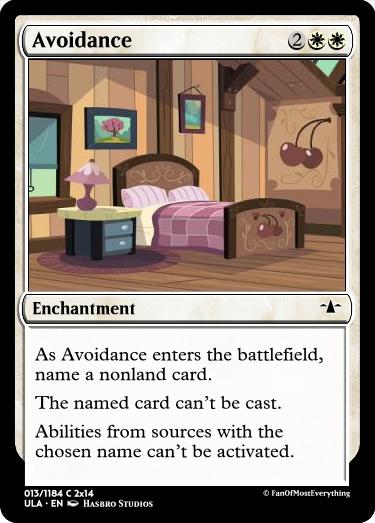 Avoidance 2
Enchantment
As Avoidance enters the battlefield,
name a nonland card.
The named card can't be cast.
Abilities from sources with the
chosen name can't be activated.
013/1184 C 2x14
ULA • EN HASBRO STUDIOS
© FanOfMostEverything